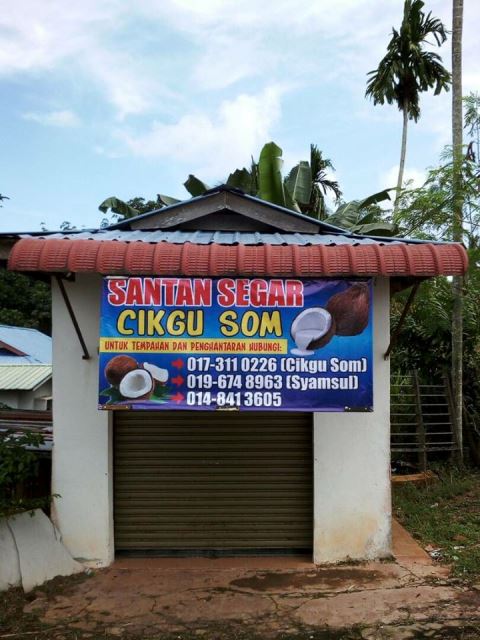 SANTAN SEGAR
CIKGU SOM
UNTUK TEMPAHAN DAN PENGHANTARAN HUBUNGI:
017-311 0226 (Cikgu Som)
019-674 8963 (Syamsul)
014-841 3605